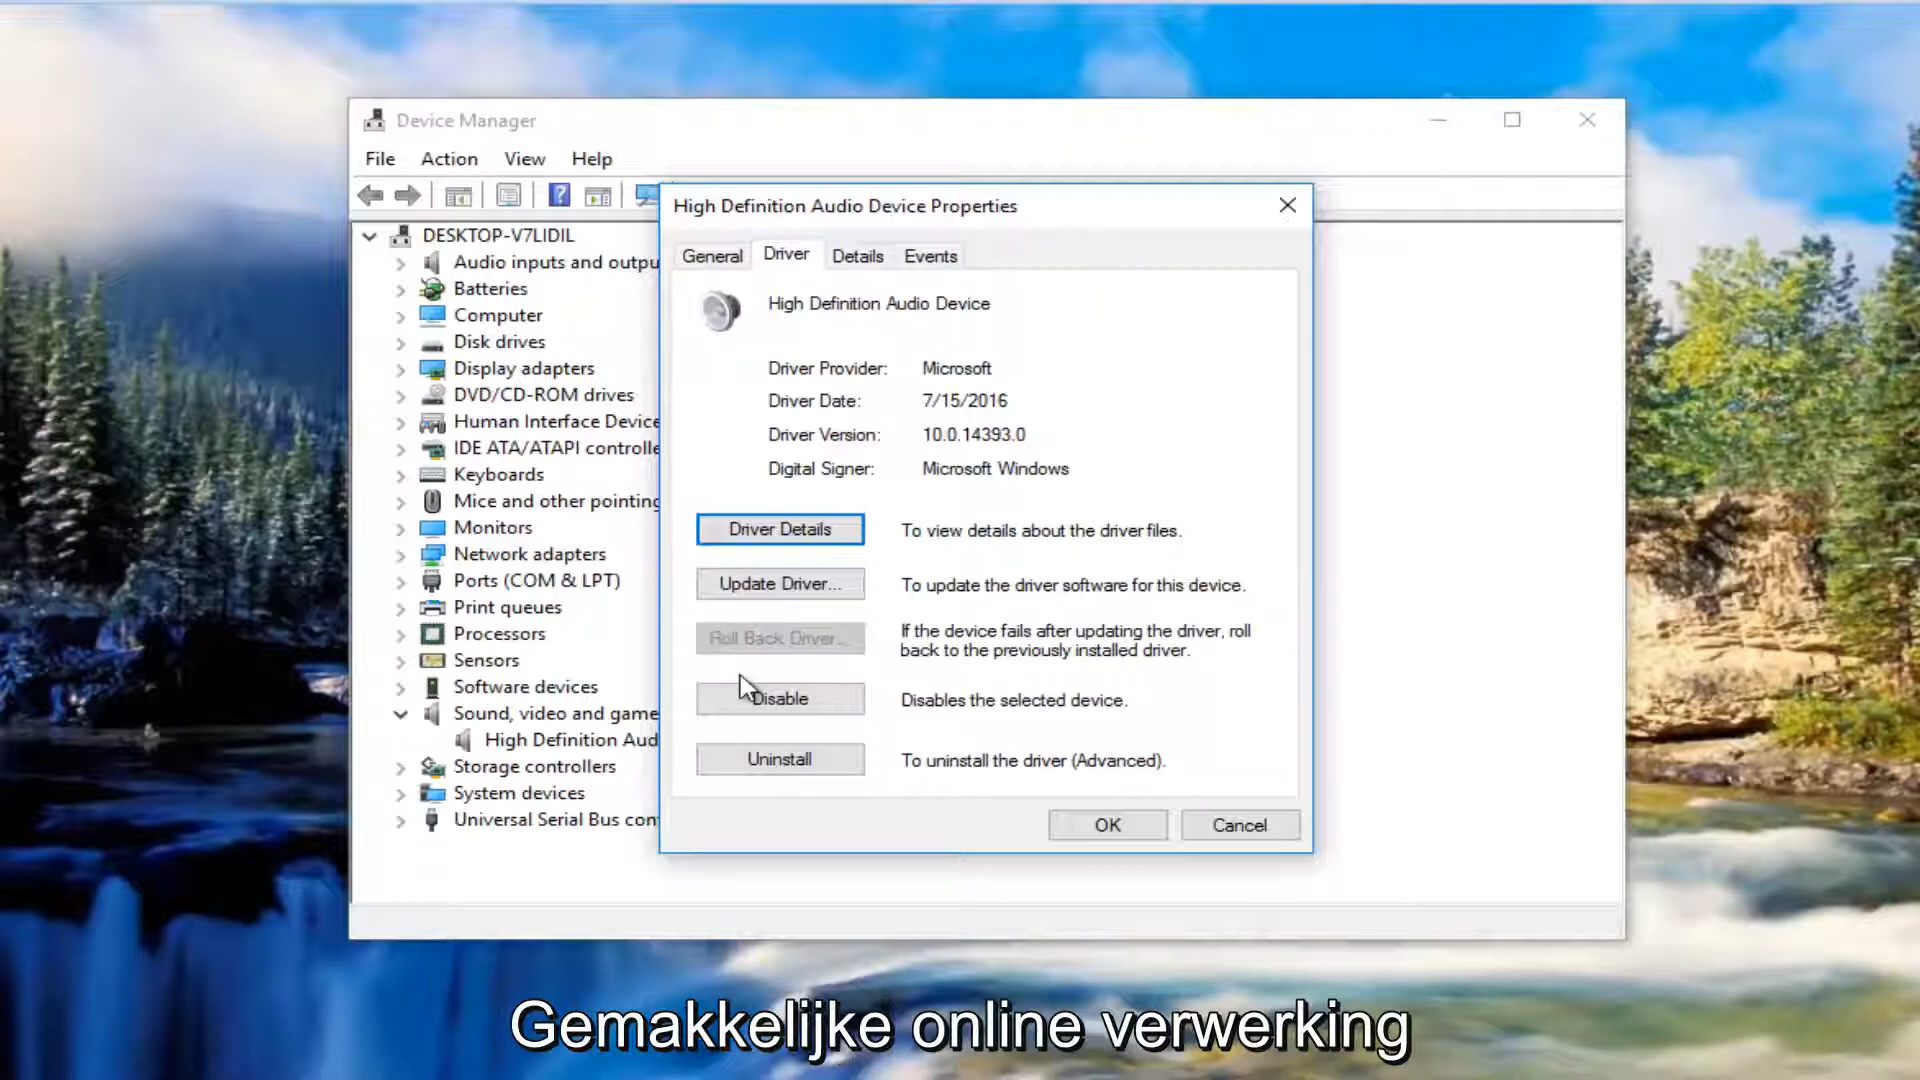 Device Manager
File Action View Help
High Definition Audio Device Properties
General Driver Details Events
DESKTOP-V7LIDIL
Audio inputs and outpu
Batteries
Computer
Disk drives
Display adapters
DVD/CD-ROM drives
Human Interface Device
IDE ATA/ATAPI controlle
Keyboards
Mice and other pointing
Monitors
Network adapters
Ports (COM & LPT)
Print queues
Processors
Sensors
Software devices
Sound, video and game
High Definition Aud
Storage controllers
System devices
Universal Serial Bus con
High Definition Audio Device
Driver Provider: Microsoft
Driver Date: 7/15/2016
Driver Version: 10.0.14393.0
Digital Signer: Microsoft Windows
Driver Details To view details about the driver files.
Update Driver... To update the driver software for this device.
Roll Back Driver... If the device fails after updating the driver, roll
back to the previously installed driver.
Disable Disables the selected device.
Uninstall To uninstall the driver (Advanced).
OK Cancel
Gemakkelijke online verwerking